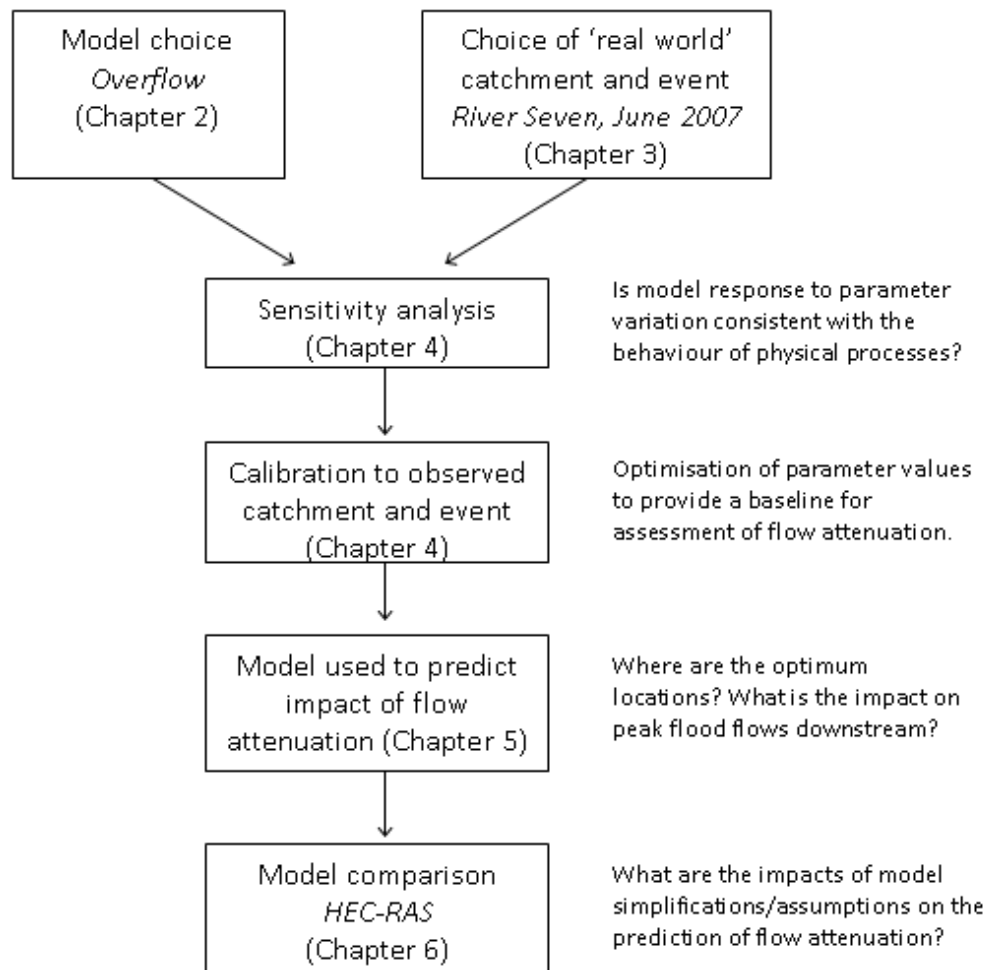 Model choice
Overflow
(Chapter 2)
Choice of ‘real world’
catchment and event
River Seven, June 2007
(Chapter 3)
Sensitivity analysis
(Chapter 4)
Is model response to parameter
variation consistent with the
behaviour of physical processes?
Calibration to observed
catchment and event
(Chapter 4)
Optimisation of parameter values
to provide a baseline for
assessment of flow attenuation.
Model used to predict
impact of flow
attenuation (Chapter 5)
Where are the optimum
locations? What is the impact on
peak flood flows downstream?
Model comparison
HEC-RAS
(Chapter 6)
What are the impacts of model
simplifications/assumptions on the
prediction of flow attenuation?